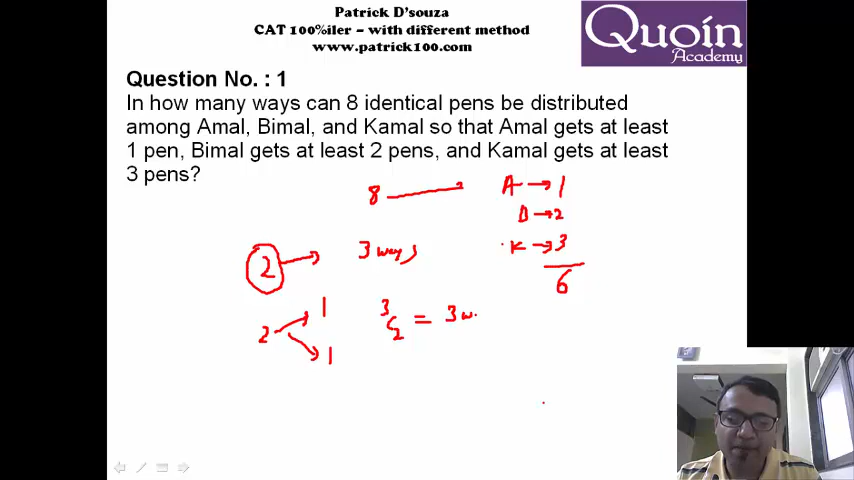 Patrick D'souza
CAT 100%iler – with different method
www.patrick100.com
Quoin
Academy
Question No. : 1
In how many ways can 8 identical pens be distributed
among Amal, Bimal, and Kamal so that Amal gets at least
1 pen, Bimal gets at least 2 pens, and Kamal gets at least
3 pens?
8 → A → 1
B → 2
2 → 3 ways K → 3
6
2 → 1
→ 1
3C2 = 3 w.